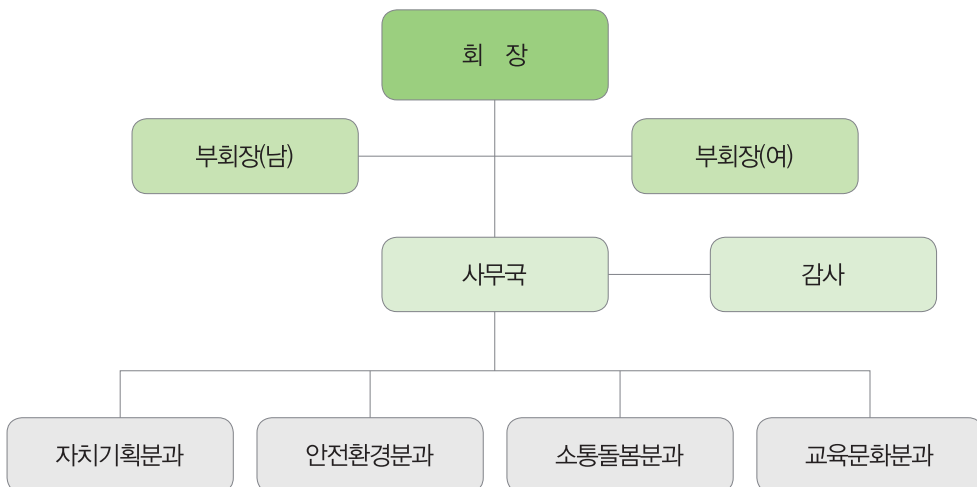 회 장
부회장(남)
부회장(여)
사무국
감사
자치기획분과
안전환경분과
소통돌봄분과
교육문화분과